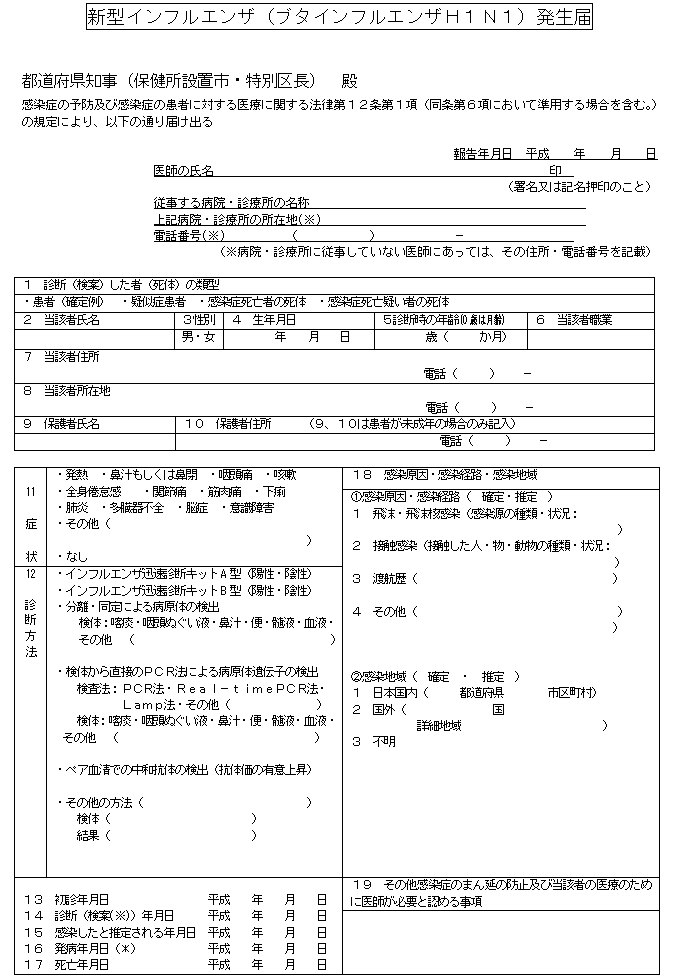 新型インフルエンザ（ブタインフルエンザＨ１Ｎ１）発生届
都道府県知事（保健所設置市・特別区長）　殿
感染症の予防及び感染症の患者に対する医療に関する法律第１２条第１項（同条第６項において準用する場合を含む。）
の規定により、以下の通り届け出る
報告年月日　平成　　年　　月　　日
医師の氏名　　　　　　　　　　　　　　　　　　　　印
（署名又は記名押印のこと）
従事する病院・診療所の名称
上記病院・診療所の所在地(※)
電話番号(※)　　　　（　　　　　）　　　　　－
（※病院・診療所に従事していない医師にあっては、その住所・電話番号を記載）
１　診断（検案）した者（死体）の類型
・患者（確定例）　・疑似症患者　・感染症死亡者の死体　・感染症死亡疑い者の死体
２　当該者氏名　３性別　４　生年月日　５診断時の年齢(0歳は月齢)　６　当該者職業
男・女　　年　　月　　日　　歳（　　か月）
７　当該者住所
電話（　　）　－
８　当該者所在地
電話（　　）　－
９　保護者氏名　１０　保護者住所　　（９、１０は患者が未成年の場合のみ記入）
電話（　　）　－
11
症
状
・発熱　・鼻汁もしくは鼻閉　・咽頭痛　・咳嗽
・全身倦怠感　・関節痛　・筋肉痛　・下痢
・肺炎　・多臓器不全　・脳症　・意識障害
・その他（
）
・なし
12
診
断
方
法
・インフルエンザ迅速診断キットＡ型（陽性・陰性）
・インフルエンザ迅速診断キットＢ型（陽性・陰性）
・分離・同定による病原体の検出
検体：喀痰・咽頭ぬぐい液・鼻汁・便・髄液・血液・
その他　（　　　　　　　　　　）
・検体から直接のＰＣＲ法による病原体遺伝子の検出
検査法：ＰＣＲ法・Ｒｅａｌ－ｔｉｍｅＰＣＲ法・
Ｌａｍｐ法・その他（　　　　　）
検体：喀痰・咽頭ぬぐい液・鼻汁・便・髄液・血液・
その他　（　　　　　　　　　　）
・ペア血清での中和抗体の検出（抗体価の有意上昇）
・その他の方法（　　　　　　　　　　）
検体（　　　　　　　　　）
結果（　　　　　　　　　）
１３　初診年月日　　平成　　年　　月　　日
１４　診断（検案(※)）年月日　　平成　　年　　月　　日
１５　感染したと推定される年月日　平成　　年　　月　　日
１６　発病年月日（＊）　　平成　　年　　月　　日
１７　死亡年月日　　平成　　年　　月　　日
１８　感染原因・感染経路・感染地域
①感染原因・感染経路（　確定・推定　）
１　飛沫・飛沫核感染（感染源の種類・状況：
）
２　接触感染（接触した人・物・動物の種類・状況：
）
３　渡航歴（　　　　　　　　　　）
４　その他（　　　　　　　　　　）
）
②感染地域（　確定　・　推定　）
１　日本国内（　　都道府県　　　市区町村）
２　国外（　　　　　　国
詳細地域　　　　　　　　　）
３　不明
１９　その他感染症のまん延の防止及び当該者の医療のため
に医師が必要と認める事項